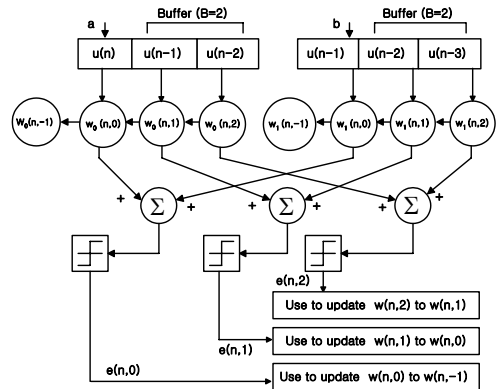 Buffer (B=2) Buffer (B=2)
a b
u(n) u(n-1) u(n-2) u(n-1) u(n-2) u(n-3)
w₀(n,-1) w₀(n,0) w₀(n,1) w₀(n,2) w₁(n,-1) w₁(n,0) w₁(n,1) w₁(n,2)
+ Σ + + Σ + + Σ +
e(n,2)
Use to update w(n,2) to w(n,1)
e(n,1)
Use to update w(n,1) to w(n,0)
e(n,0)
Use to update w(n,0) to w(n,-1)